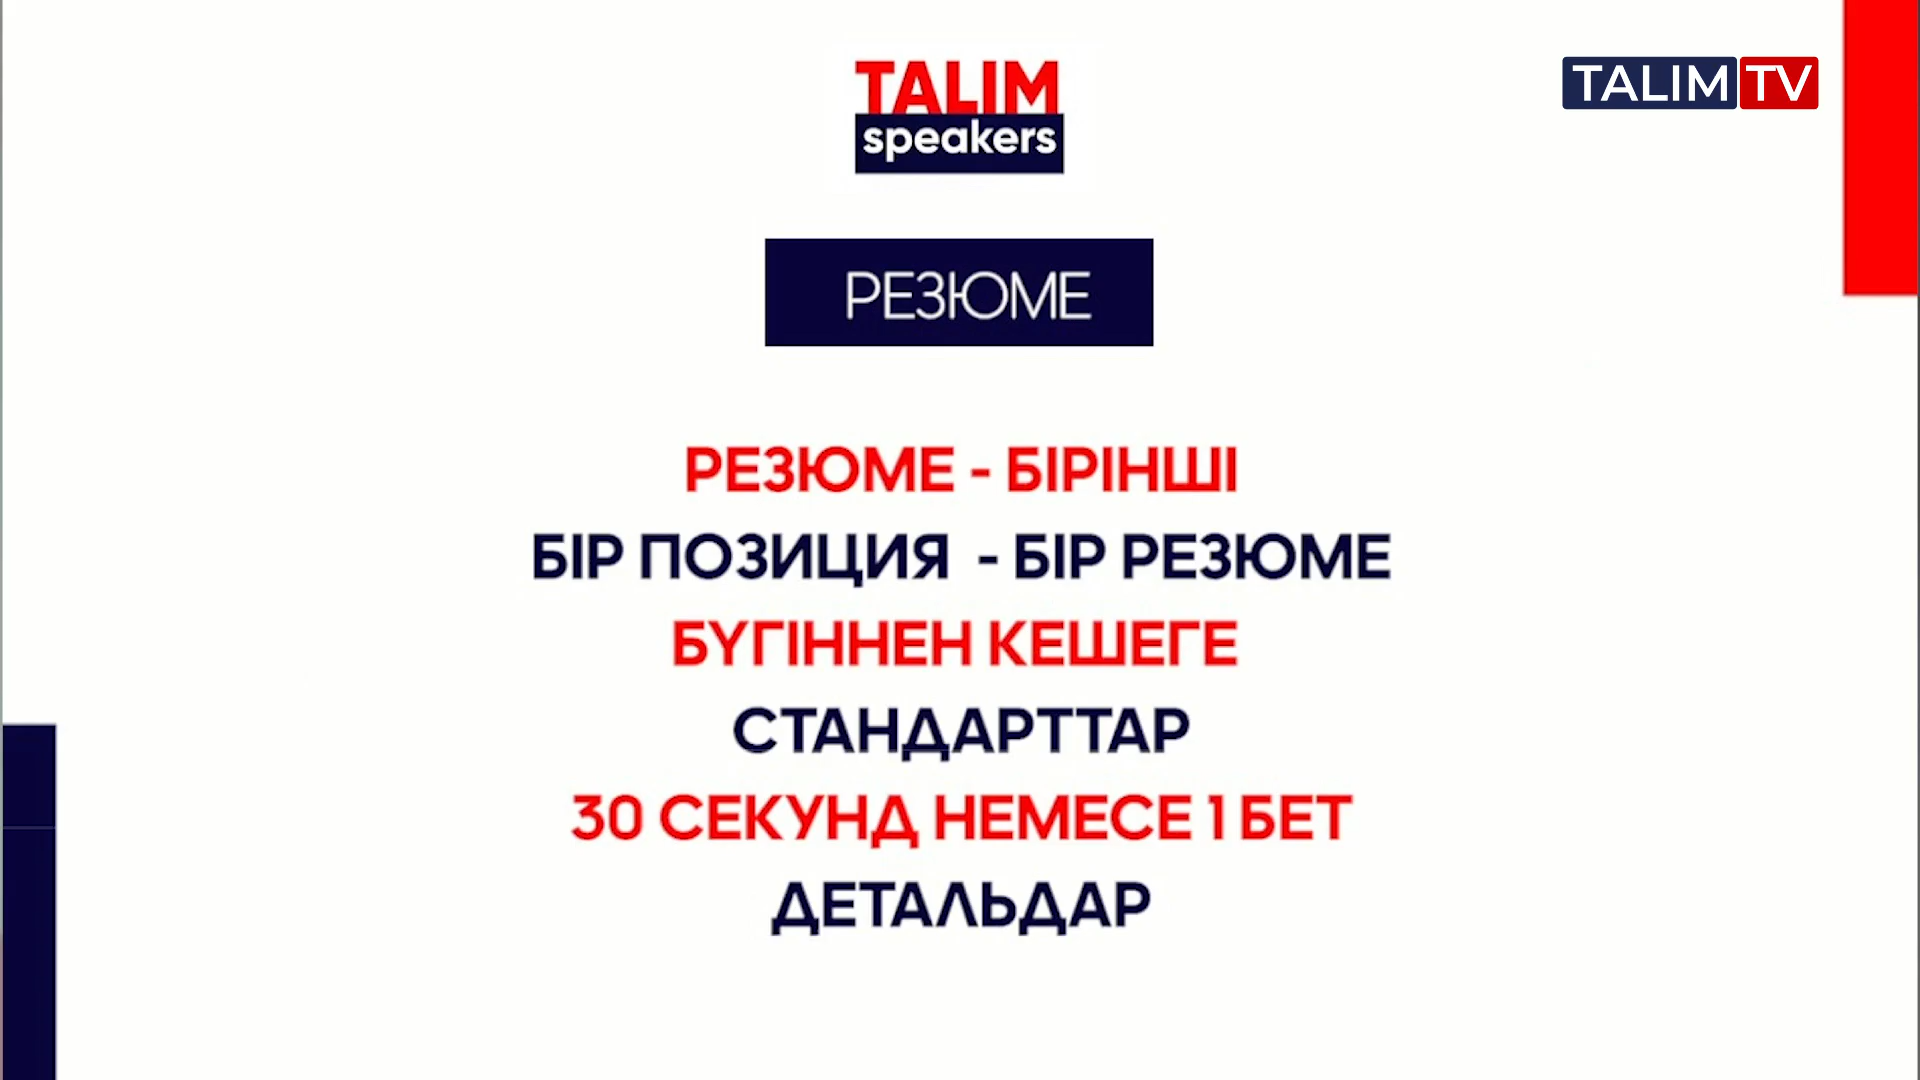 TALIM
speakers
TALIM TV
РЕЗЮМЕ
РЕЗЮМЕ - БІРІНШІ
БІР ПОЗИЦИЯ - БІР РЕЗЮМЕ
БҮГІННЕН КЕШЕГЕ
СТАНДАРТТАР
30 СЕКУНД НЕМЕСЕ 1 БЕТ
ДЕТАЛЬДАР